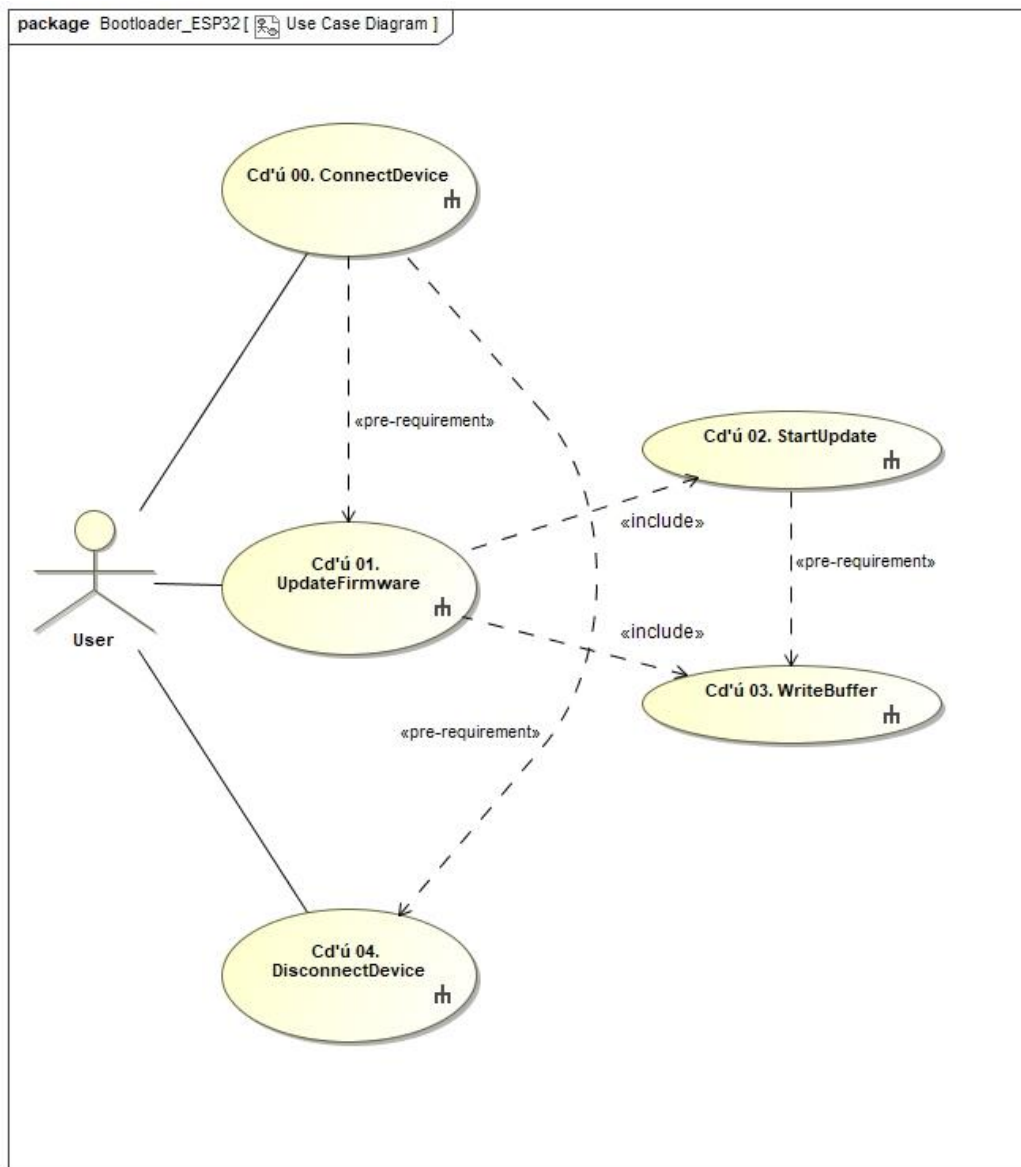 package Bootloader_ESP32 [ Use Case Diagram ]
Cd'ú 00. ConnectDevice
«pre-requirement»
Cd'ú 02. StartUpdate
«include»
«pre-requirement»
Cd'ú 01.
UpdateFirmware
User
«include»
Cd'ú 03. WriteBuffer
«pre-requirement»
Cd'ú 04.
DisconnectDevice